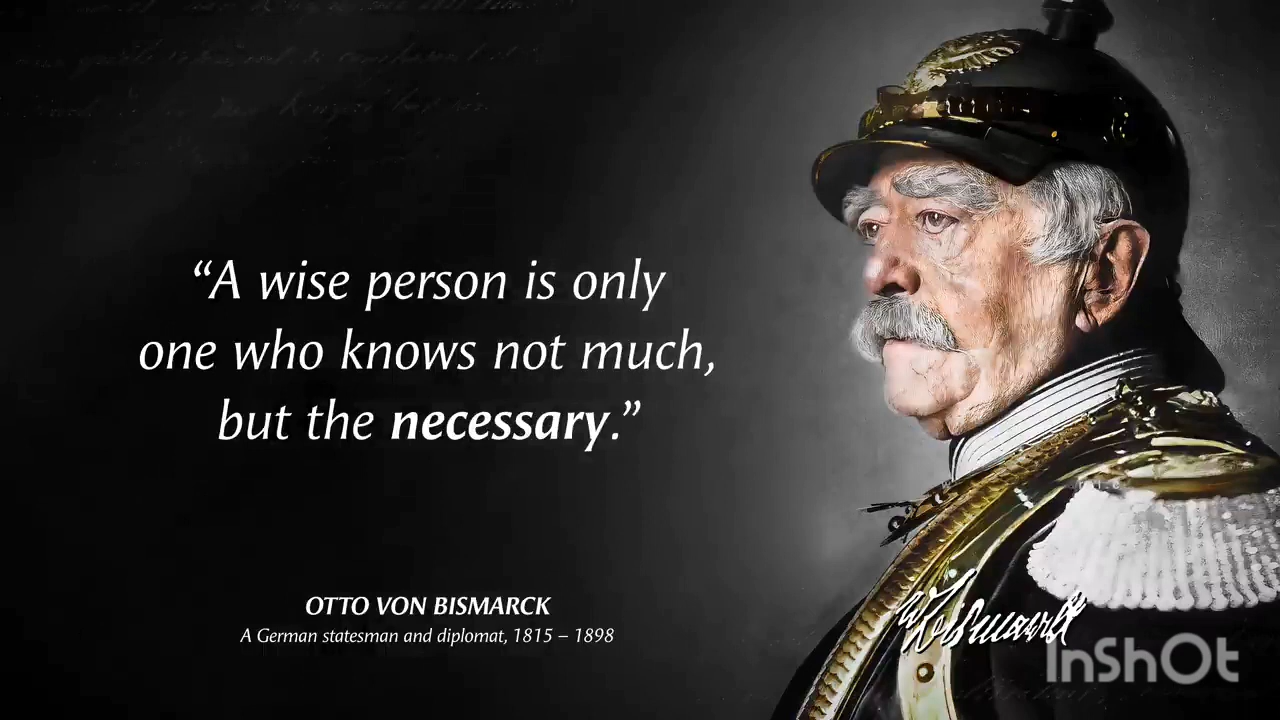 “A wise person is only
one who knows not much,
but the necessary.”
OTTO VON BISMARCK
A German statesman and diplomat, 1815 – 1898
InShOt